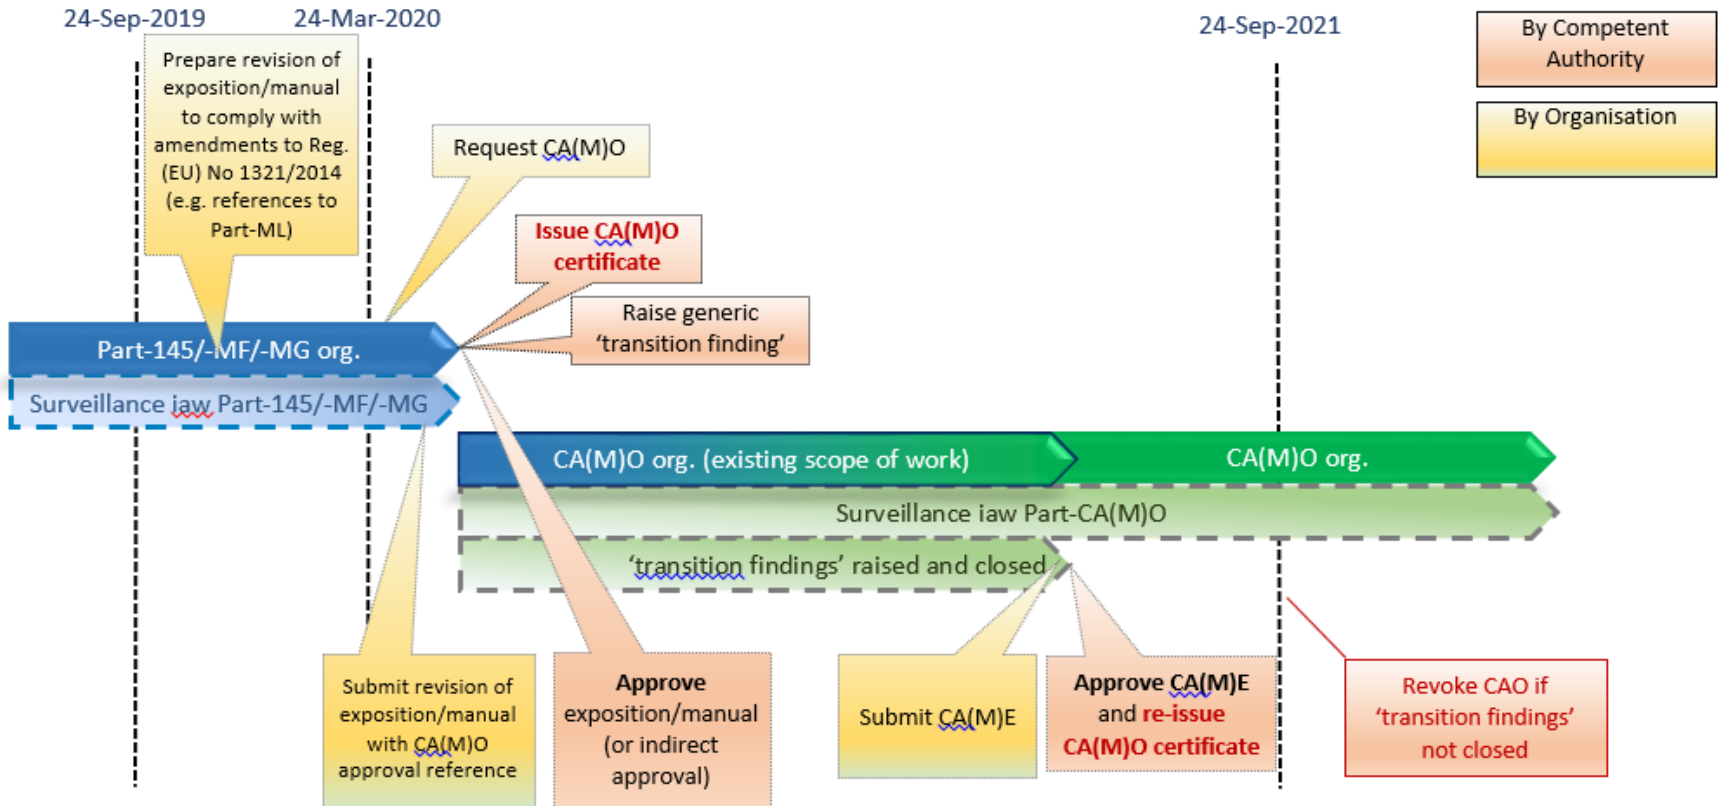 24-Sep-2019
24-Mar-2020
24-Sep-2021
By Competent
Authority
By Organisation
Prepare revision of
exposition/manual
to comply with
amendments to Reg.
(EU) No 1321/2014
(e.g. references to
Part-ML)
Request CA(M)O
Issue CA(M)O
certificate
Raise generic
‘transition finding’
Part-145/-MF/-MG org.
Surveillance iaw Part-145/-MF/-MG
CA(M)O org. (existing scope of work)
CA(M)O org.
Surveillance iaw Part-CA(M)O
‘transition findings’ raised and closed
Submit revision of
exposition/manual
with CA(M)O
approval reference
Approve
exposition/manual
(or indirect
approval)
Submit CA(M)E
Approve CA(M)E
and re-issue
CA(M)O certificate
Revoke CAO if
‘transition findings’
not closed